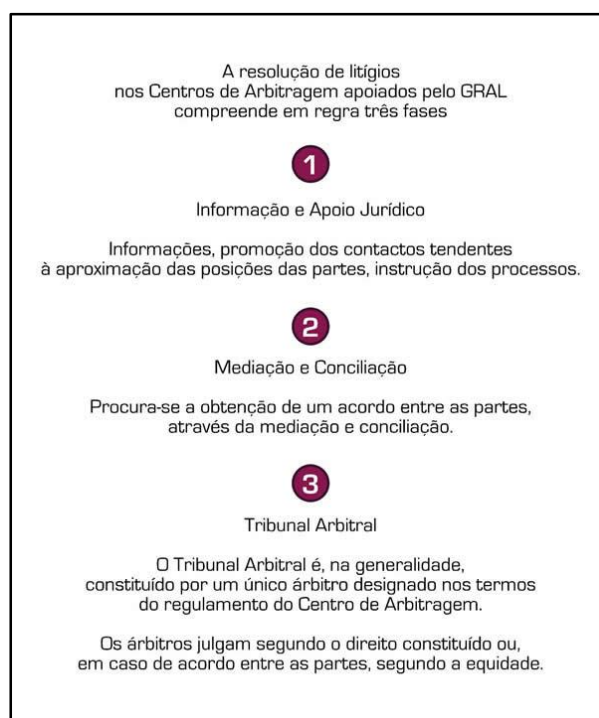 A resolução de litígios
nos Centros de Arbitragem apoiados pelo GRAL
compreende em regra três fases
1
Informação e Apoio Jurídico
Informações, promoção dos contactos tendentes
à aproximação das posições das partes, instrução dos processos.
2
Mediação e Conciliação
Procura-se a obtenção de um acordo entre as partes,
através da mediação e conciliação.
3
Tribunal Arbitral
O Tribunal Arbitral é, na generalidade,
constituído por um único árbitro designado nos termos
do regulamento do Centro de Arbitragem.
Os árbitros julgam segundo o direito constituído ou,
em caso de acordo entre as partes, segundo a equidade.